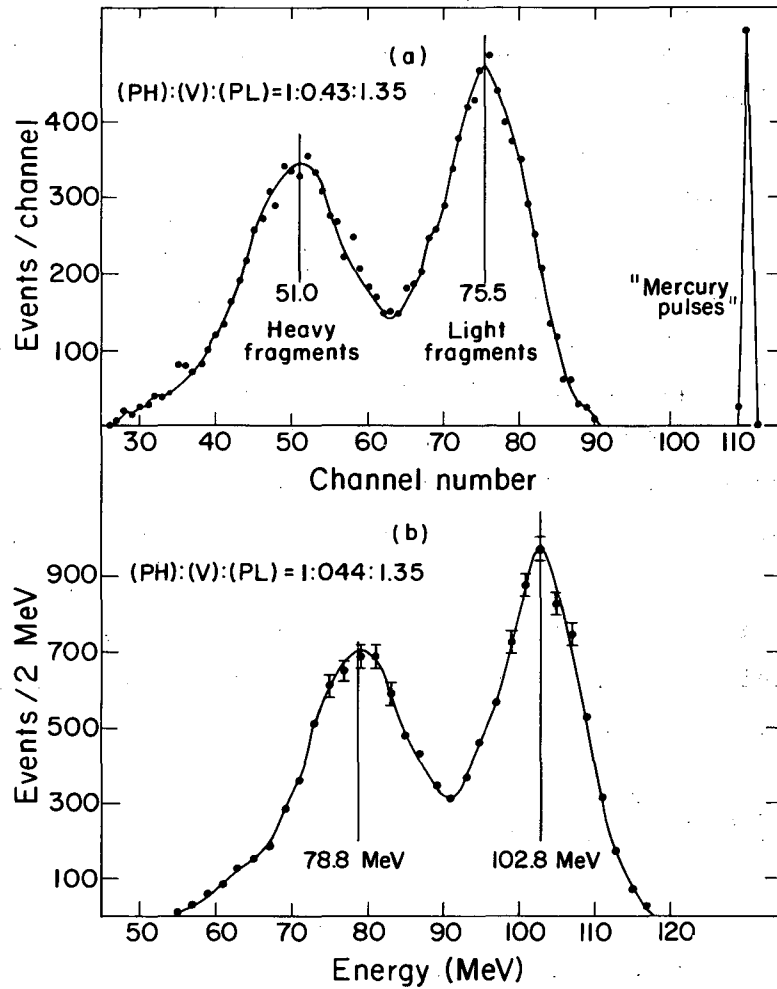 (a)
(PH):(V):(PL)=1:0.43:1.35
400
300
200
100
Events / channel
51.0
Heavy
fragments
75.5
Light
fragments
"Mercury
pulses"
30 40 50 60 70 80 90 100 110
Channel number
(b)
(PH):(V):(PL) = 1:044:1.35
900
700
500
300
100
Events / 2 MeV
78.8 MeV
102.8 MeV
50 60 70 80 90 100 110 120
Energy (MeV)